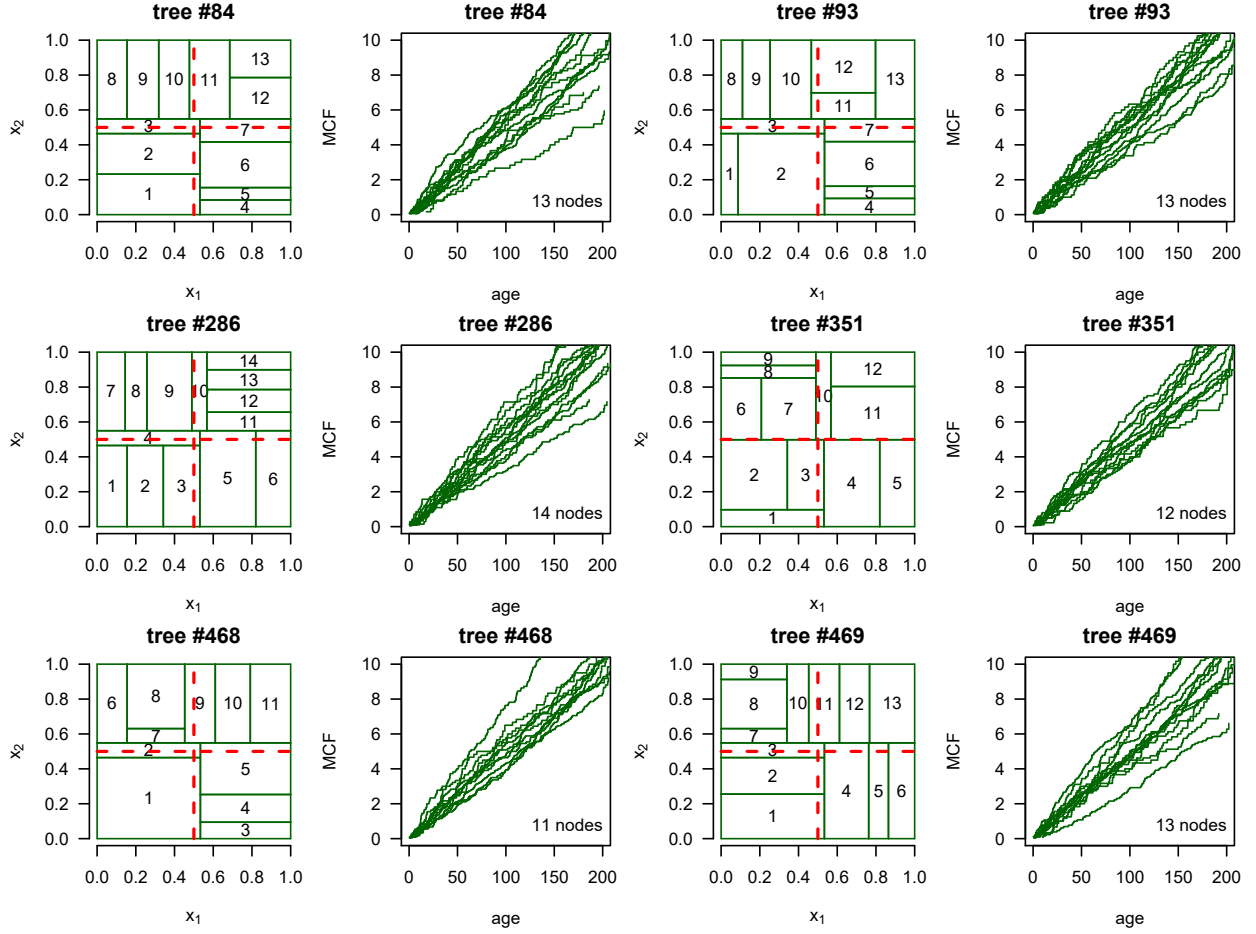 tree #84
tree #84
tree #93
tree #93
1.0
0.8
0.6
0.4
0.2
0.0
x2
8 9 10 11 13
12
3 7
2 6
1 5
4
0.0 0.2 0.4 0.6 0.8 1.0
x1
10
8
6
4
2
0
MCF
13 nodes
0 50 100 150 200
age
1.0
0.8
0.6
0.4
0.2
0.0
x2
8 9 10 12 13
11
3 7
1 2 6
5
4
0.0 0.2 0.4 0.6 0.8 1.0
x1
10
8
6
4
2
0
MCF
13 nodes
0 50 100 150 200
age
tree #286
tree #286
tree #351
tree #351
1.0
0.8
0.6
0.4
0.2
0.0
x2
7 8 9 10 14
13
12
11
4
1 2 3 5 6
0.0 0.2 0.4 0.6 0.8 1.0
x1
10
8
6
4
2
0
MCF
14 nodes
0 50 100 150 200
age
1.0
0.8
0.6
0.4
0.2
0.0
x2
9
8 12
6 7 10 11
2 3 4 5
1
0.0 0.2 0.4 0.6 0.8 1.0
x1
10
8
6
4
2
0
MCF
12 nodes
0 50 100 150 200
age
tree #468
tree #468
tree #469
tree #469
1.0
0.8
0.6
0.4
0.2
0.0
x2
6 8 9 10 11
7
2
5
1 4
3
0.0 0.2 0.4 0.6 0.8 1.0
x1
10
8
6
4
2
0
MCF
11 nodes
0 50 100 150 200
age
1.0
0.8
0.6
0.4
0.2
0.0
x2
9
8 10 11 12 13
7
3
2 4 5 6
1
0.0 0.2 0.4 0.6 0.8 1.0
x1
10
8
6
4
2
0
MCF
13 nodes
0 50 100 150 200
age